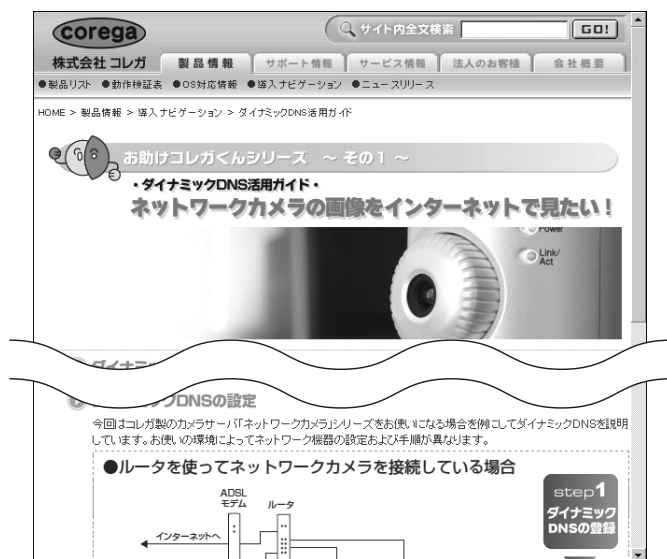 corega
サイト内全文検索
GO!
株式会社 コレガ
製品情報
サポート情報
サービス情報
法人のお客様
会社概要
●製品リスト ●動作検証表 ●OS対応情報 ●導入ナビゲーション ●ニュースリリース
HOME > 製品情報 > 導入ナビゲーション > ダイナミックDNS活用ガイド
お助けコレガくんシリーズ ～ その1 ～
・ダイナミックDNS活用ガイド・
ネットワークカメラの画像をインターネットで見たい！
Power
Link/
Act
DNSの設定
今回はコレガ製のカメラサーバ「ネットワークカメラ」シリーズをお使いになる場合を例にしてダイナミックDNSを説明
しています。お使いの環境によってネットワーク機器の設定および手順が異なります。
●ルータを使ってネットワークカメラを接続している場合
step1
ダイナミック
DNSの登録
ADSL
モデム
ルータ
インターネットへ